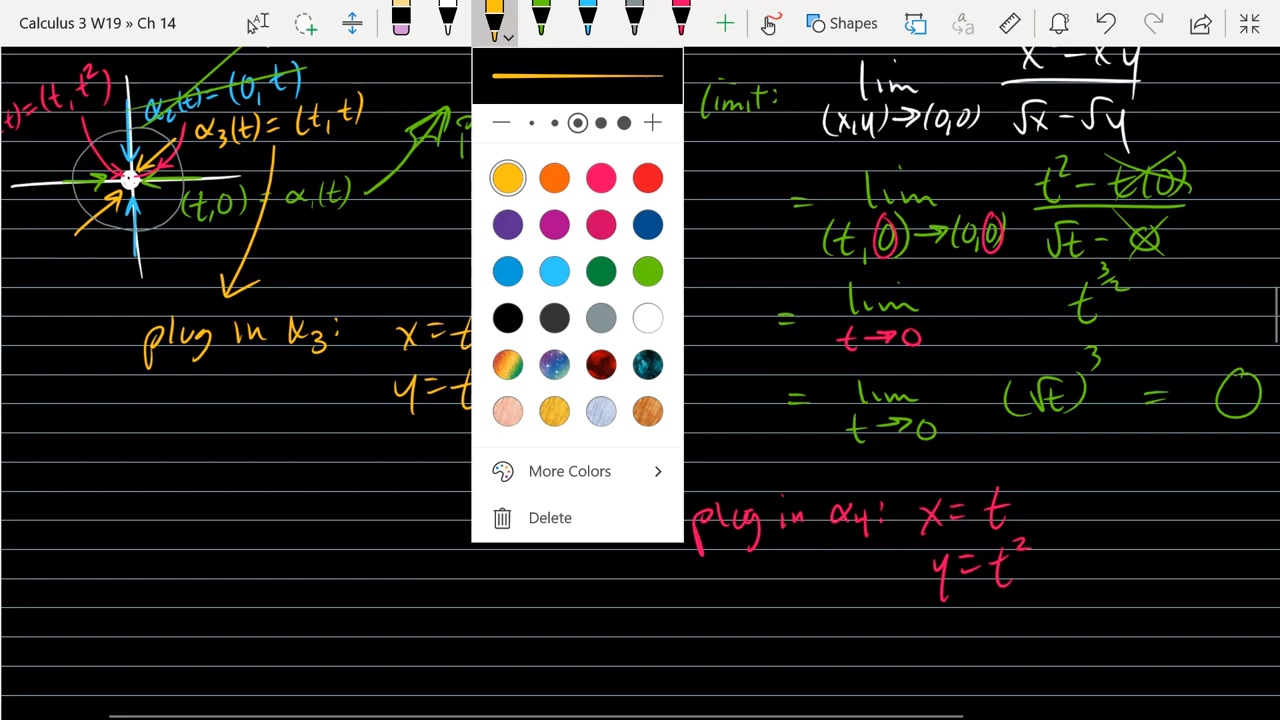 Calculus 3 W19 » Ch 14
Shapes
α₂(t)=(0,t)
t)=(t, t²)
α₃(t)=(t,t)
(t,0) = α₁(t)
plug in α₃: x=t
y=t
More Colors
Delete
limit: lim x²-xy
(x,y)→(0,0) √x-√y
= lim t²-t(0)
(t,0)→(0,0) √t-0
= lim t^3/2
t→0
= lim (√t)³ = 0
t→0
plug in α₄: x=t
y=t²